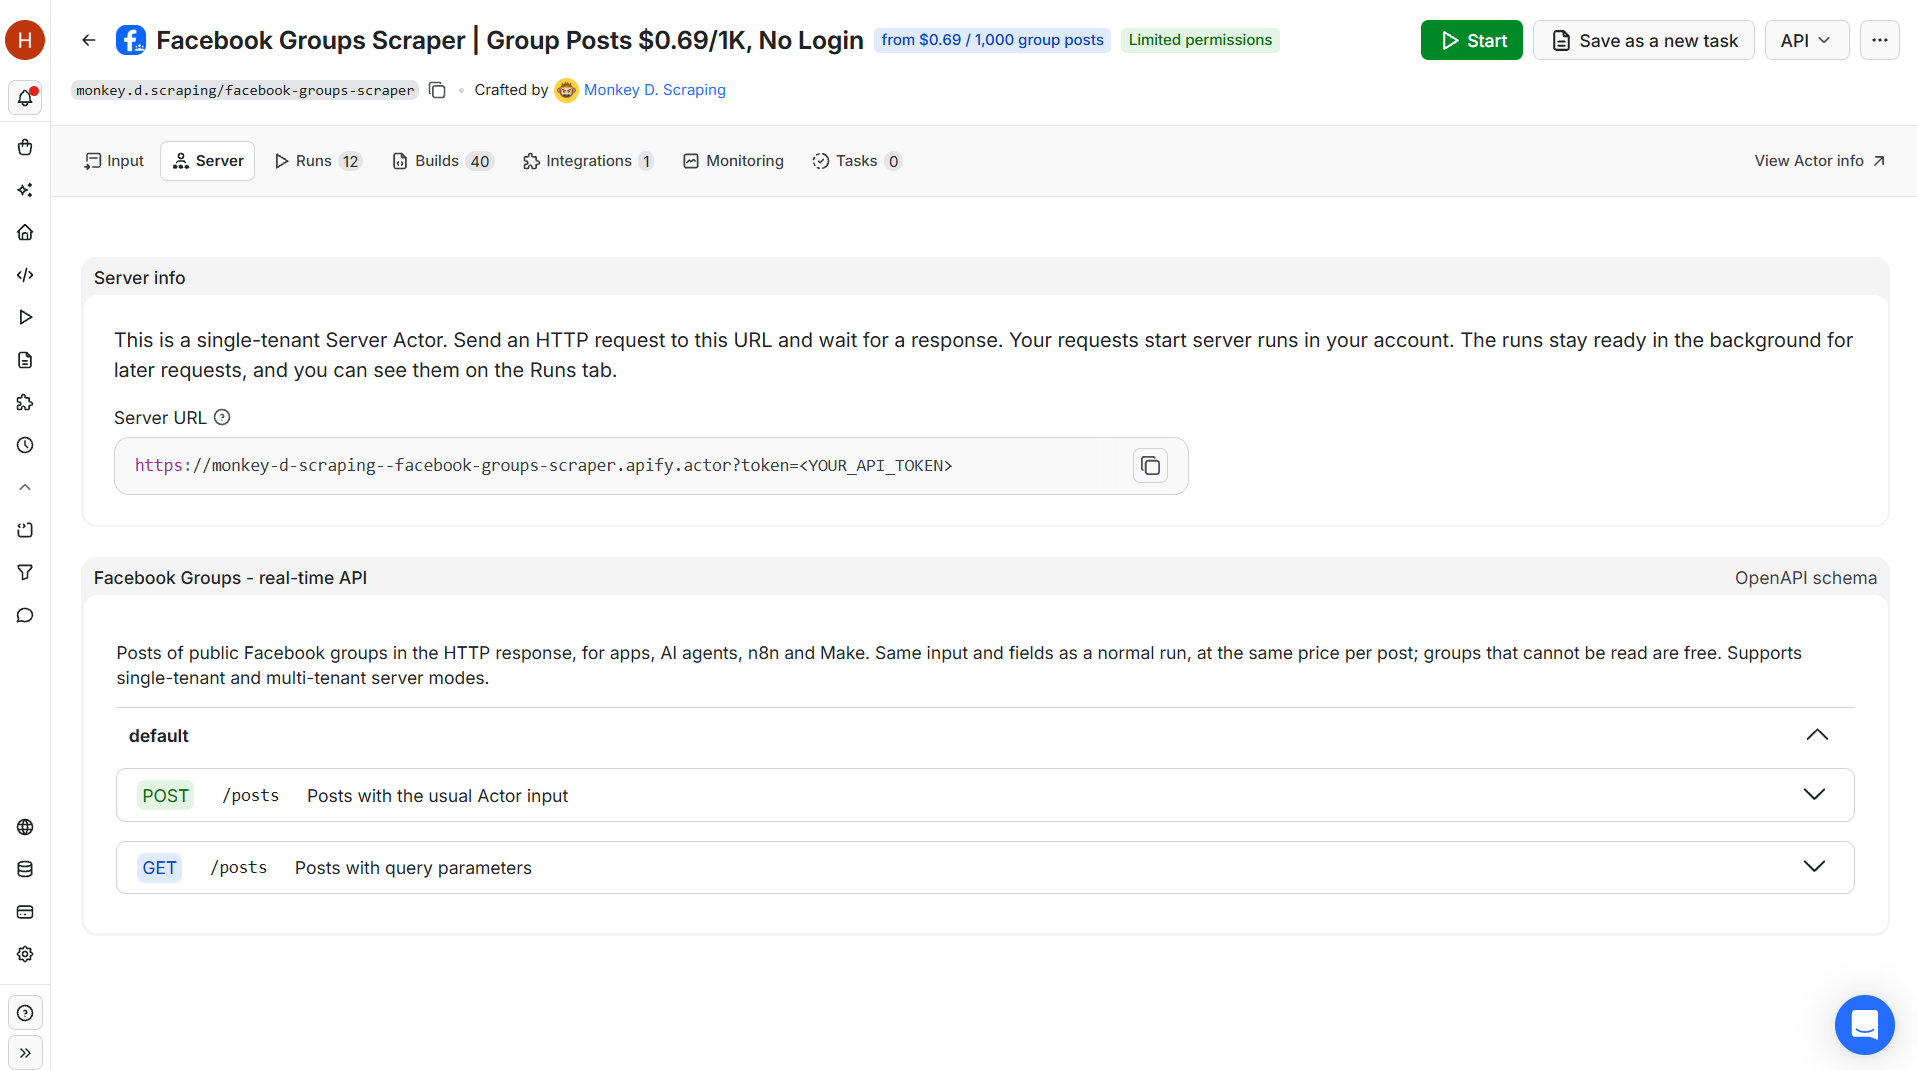 H
Facebook Groups Scraper | Group Posts $0.69/1K, No Login
from $0.69 / 1,000 group posts
Limited permissions
Start
Save as a new task
API
monkey.d.scraping/facebook-groups-scraper
Crafted by Monkey D. Scraping
Input
Server
Runs 12
Builds 40
Integrations 1
Monitoring
Tasks 0
View Actor info
Server info
This is a single-tenant Server Actor. Send an HTTP request to this URL and wait for a response. Your requests start server runs in your account. The runs stay ready in the background for
later requests, and you can see them on the Runs tab.
Server URL
https://monkey-d-scraping--facebook-groups-scraper.apify.actor?token=<YOUR_API_TOKEN>
Facebook Groups - real-time API
OpenAPI schema
Posts of public Facebook groups in the HTTP response, for apps, AI agents, n8n and Make. Same input and fields as a normal run, at the same price per post; groups that cannot be read are free. Supports
single-tenant and multi-tenant server modes.
default
POST /posts Posts with the usual Actor input
GET /posts Posts with query parameters